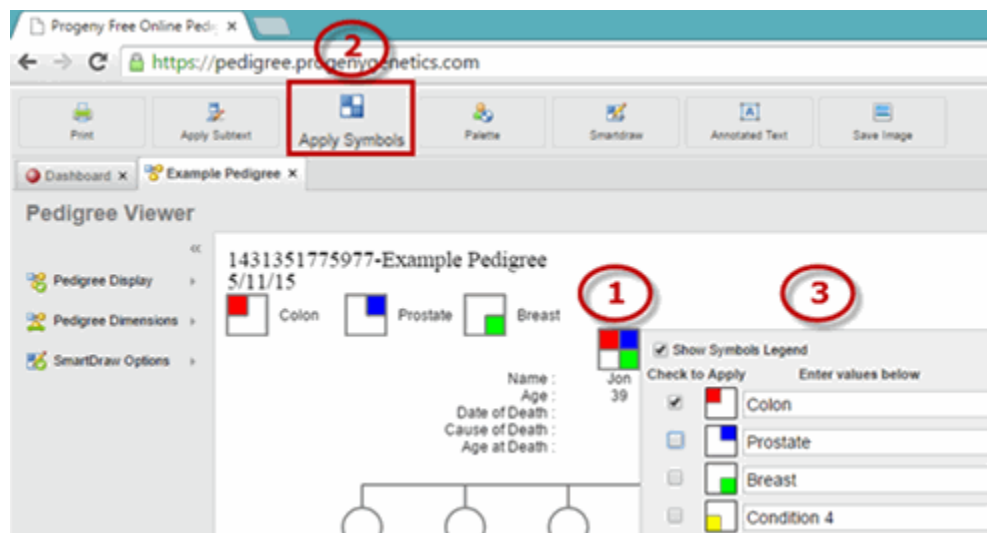 Progeny Free Online Pedi
2
https://pedigree.progenygenetics.com
Print
Apply Subtext
Apply Symbols
Palette
Smartdraw
Annotated Text
Save Image
Dashboard x
Example Pedigree x
Pedigree Viewer
Pedigree Display
Pedigree Dimensions
SmartDraw Options
1431351775977-Example Pedigree
5/11/15
Colon
Prostate
Breast
1
3
Name : Jon
Age : 39
Date of Death :
Cause of Death :
Age at Death :
Show Symbols Legend
Check to Apply Enter values below
Colon
Prostate
Breast
Condition 4